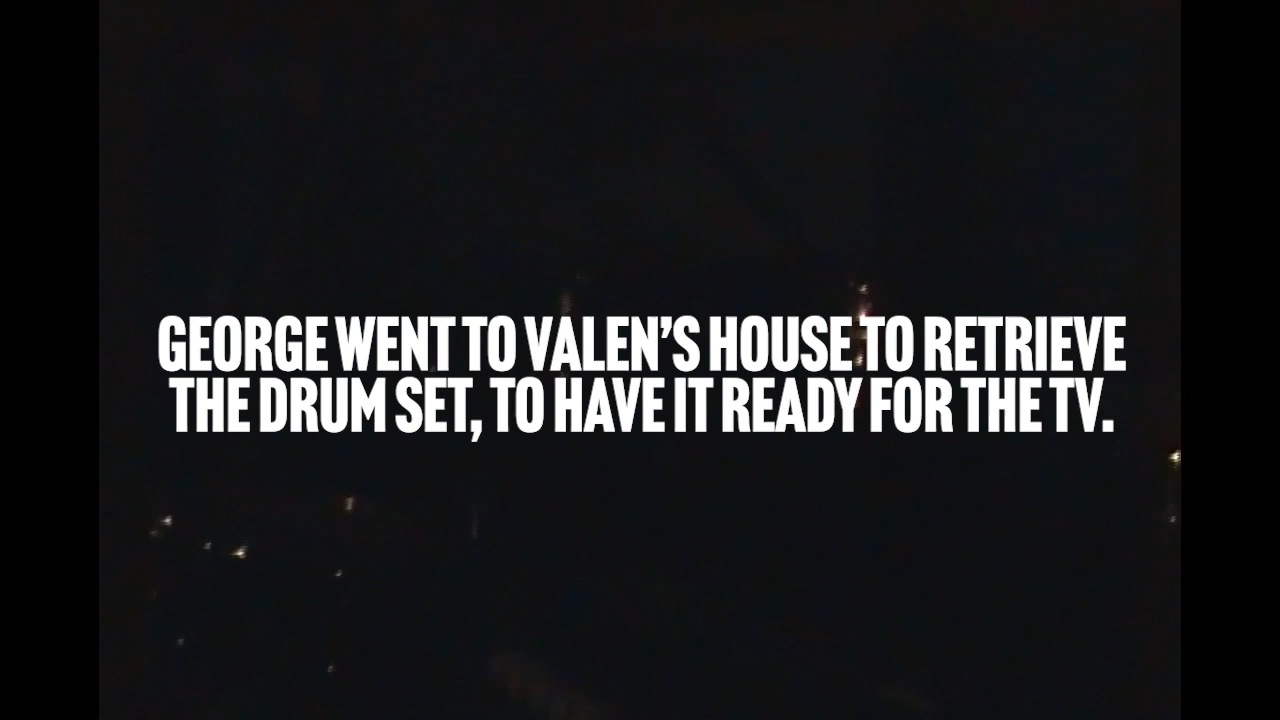 GEORGE WENT TO VALEN’S HOUSE TO RETRIEVE
THE DRUM SET, TO HAVE IT READY FOR THE TV.